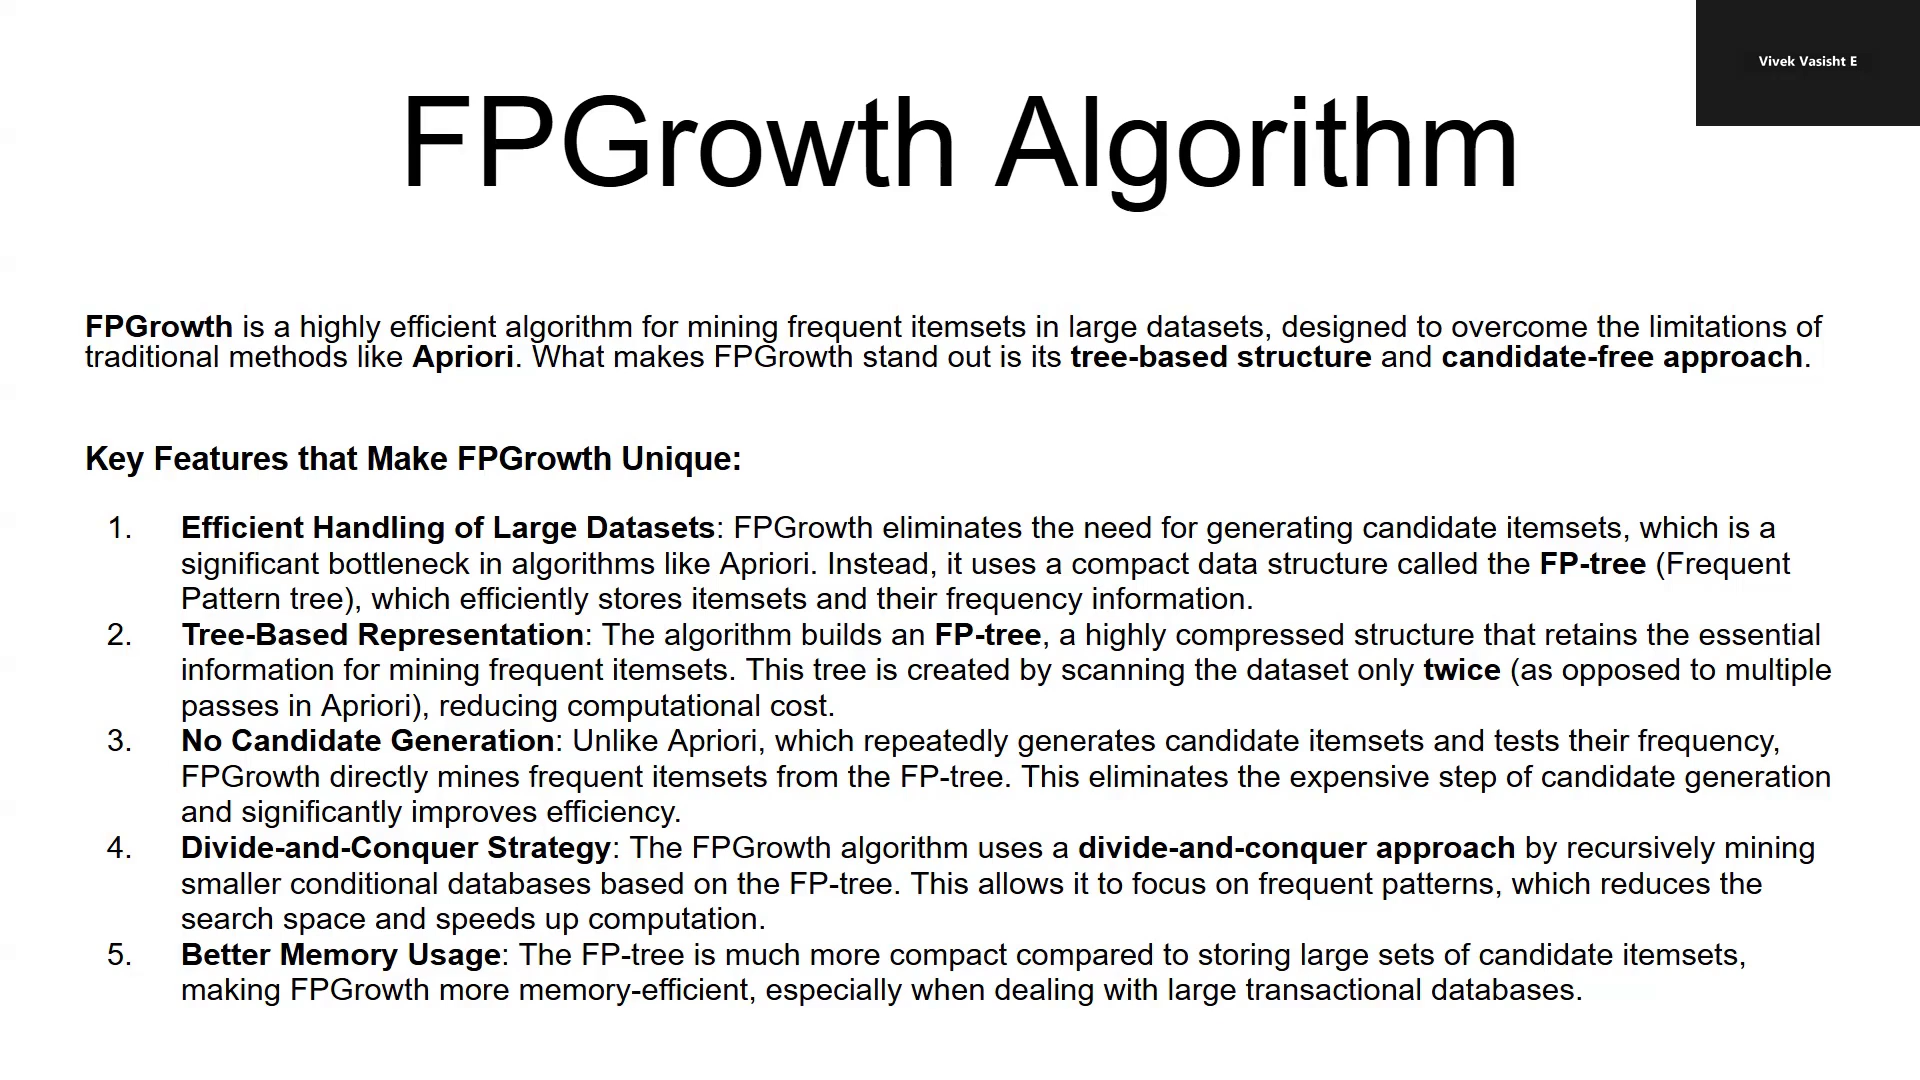 Vivek Vasisht E
FPGrowth Algorithm
FPGrowth is a highly efficient algorithm for mining frequent itemsets in large datasets, designed to overcome the limitations of
traditional methods like Apriori. What makes FPGrowth stand out is its tree-based structure and candidate-free approach.
Key Features that Make FPGrowth Unique:
1. Efficient Handling of Large Datasets: FPGrowth eliminates the need for generating candidate itemsets, which is a
significant bottleneck in algorithms like Apriori. Instead, it uses a compact data structure called the FP-tree (Frequent
Pattern tree), which efficiently stores itemsets and their frequency information.
2. Tree-Based Representation: The algorithm builds an FP-tree, a highly compressed structure that retains the essential
information for mining frequent itemsets. This tree is created by scanning the dataset only twice (as opposed to multiple
passes in Apriori), reducing computational cost.
3. No Candidate Generation: Unlike Apriori, which repeatedly generates candidate itemsets and tests their frequency,
FPGrowth directly mines frequent itemsets from the FP-tree. This eliminates the expensive step of candidate generation
and significantly improves efficiency.
4. Divide-and-Conquer Strategy: The FPGrowth algorithm uses a divide-and-conquer approach by recursively mining
smaller conditional databases based on the FP-tree. This allows it to focus on frequent patterns, which reduces the
search space and speeds up computation.
5. Better Memory Usage: The FP-tree is much more compact compared to storing large sets of candidate itemsets,
making FPGrowth more memory-efficient, especially when dealing with large transactional databases.